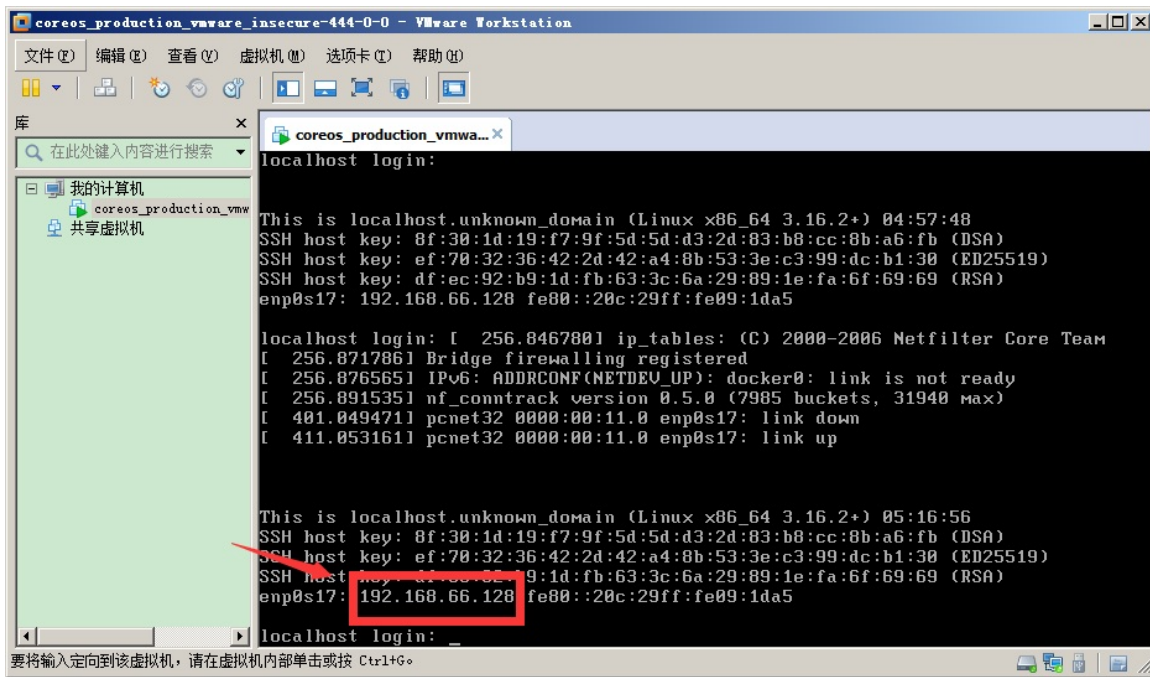 coreos_production_vmware_insecure-444-0-0 - VMware Workstation
文件(F) 编辑(E) 查看(V) 虚拟机(M) 选项卡(T) 帮助(H)
库
在此处键入内容进行搜索
我的计算机
coreos_production_vmw
共享虚拟机
coreos_production_vmwa...
localhost login:
This is localhost.unknown_domain (Linux x86_64 3.16.2+) 04:57:48
SSH host key: 8f:30:1d:19:f7:9f:5d:5d:d3:2d:83:b8:cc:8b:a6:fb (DSA)
SSH host key: ef:70:32:36:42:2d:42:a4:8b:53:3e:c3:99:dc:b1:30 (ED25519)
SSH host key: df:ec:92:b9:1d:fb:63:3c:6a:29:89:1e:fa:6f:69:69 (RSA)
enp0s17: 192.168.66.128 fe80::20c:29ff:fe09:1da5
localhost login: [  256.846780] ip_tables: (C) 2000-2006 Netfilter Core Team
[  256.871786] Bridge firewalling registered
[  256.876565] IPv6: ADDRCONF(NETDEV_UP): docker0: link is not ready
[  256.891535] nf_conntrack version 0.5.0 (7985 buckets, 31940 max)
[  401.049471] pcnet32 0000:00:11.0 enp0s17: link down
[  411.053161] pcnet32 0000:00:11.0 enp0s17: link up
This is localhost.unknown_domain (Linux x86_64 3.16.2+) 05:16:56
SSH host key: 8f:30:1d:19:f7:9f:5d:5d:d3:2d:83:b8:cc:8b:a6:fb (DSA)
SSH host key: ef:70:32:36:42:2d:42:a4:8b:53:3e:c3:99:dc:b1:30 (ED25519)
SSH host key: df:ec:92:b9:1d:fb:63:3c:6a:29:89:1e:fa:6f:69:69 (RSA)
enp0s17: 192.168.66.128 fe80::20c:29ff:fe09:1da5
localhost login: _
要将输入定向到该虚拟机，请在虚拟机内部单击或按 Ctrl+G。